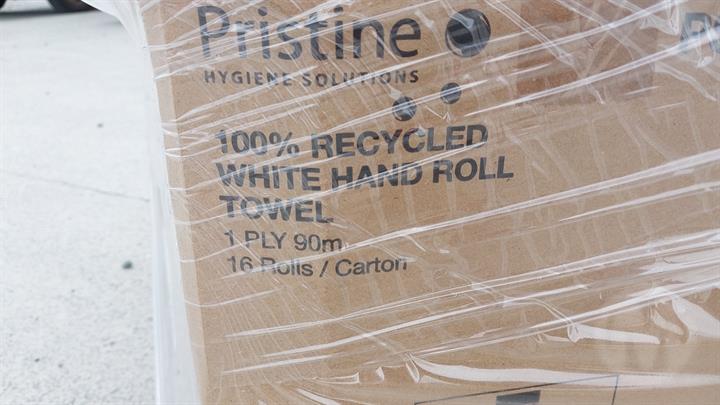 Pristine
HYGIENE SOLUTIONS
100% RECYCLED
WHITE HAND ROLL
TOWEL
1 PLY 90m
16 Rolls / Carton